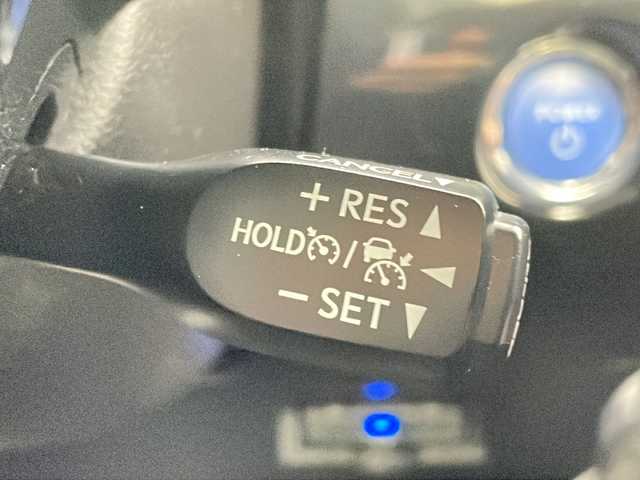 CANCEL▼
+ RES ▲
HOLD / ◀
− SET ▼
POWER